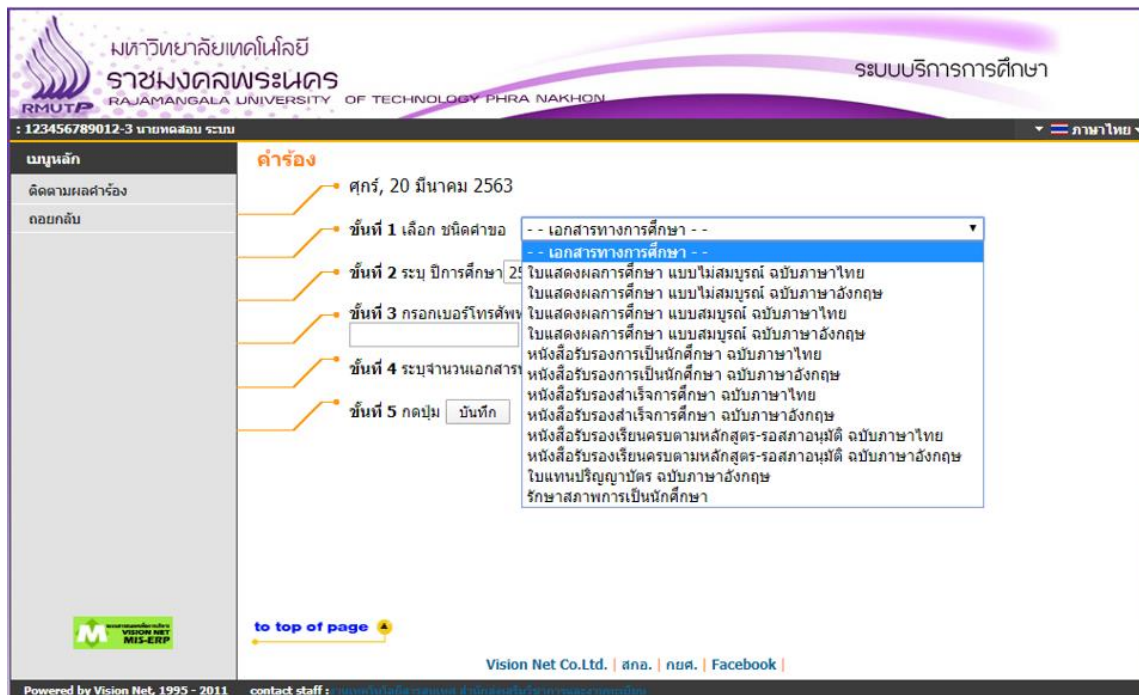 มหาวิทยาลัยเทคโนโลยี
ราชมงคลพระนคร
RAJAMANGALA UNIVERSITY OF TECHNOLOGY PHRA NAKHON
RMUTP
ระบบบริการการศึกษา
: 123456789012-3 นายทดสอบ ระบบ
ภาษาไทย
เมนูหลัก
ติดตามผลคำร้อง
ถอยกลับ
คำร้อง
ศุกร์, 20 มีนาคม 2563
ขั้นที่ 1 เลือก ชนิดคำขอ - - เอกสารทางการศึกษา - -
- - เอกสารทางการศึกษา - -
ขั้นที่ 2 ระบุ ปีการศึกษา 25
ใบแสดงผลการศึกษา แบบไม่สมบูรณ์ ฉบับภาษาไทย
ใบแสดงผลการศึกษา แบบไม่สมบูรณ์ ฉบับภาษาอังกฤษ
ขั้นที่ 3 กรอกเบอร์โทรศัพท
ใบแสดงผลการศึกษา แบบสมบูรณ์ ฉบับภาษาไทย
ใบแสดงผลการศึกษา แบบสมบูรณ์ ฉบับภาษาอังกฤษ
หนังสือรับรองการเป็นนักศึกษา ฉบับภาษาไทย
ขั้นที่ 4 ระบุจำนวนเอกสาร
หนังสือรับรองการเป็นนักศึกษา ฉบับภาษาอังกฤษ
หนังสือรับรองสำเร็จการศึกษา ฉบับภาษาไทย
ขั้นที่ 5 กดปุ่ม บันทึก
หนังสือรับรองสำเร็จการศึกษา ฉบับภาษาอังกฤษ
หนังสือรับรองเรียนครบตามหลักสูตร-รอสภาอนุมัติ ฉบับภาษาไทย
หนังสือรับรองเรียนครบตามหลักสูตร-รอสภาอนุมัติ ฉบับภาษาอังกฤษ
ใบแทนปริญญาบัตร ฉบับภาษาอังกฤษ
รักษาสภาพการเป็นนักศึกษา
VISION NET
MIS-ERP
to top of page
Vision Net Co.Ltd. | สกอ. | กยศ. | Facebook |
Powered by Vision Net, 1995 - 2011 contact staff :